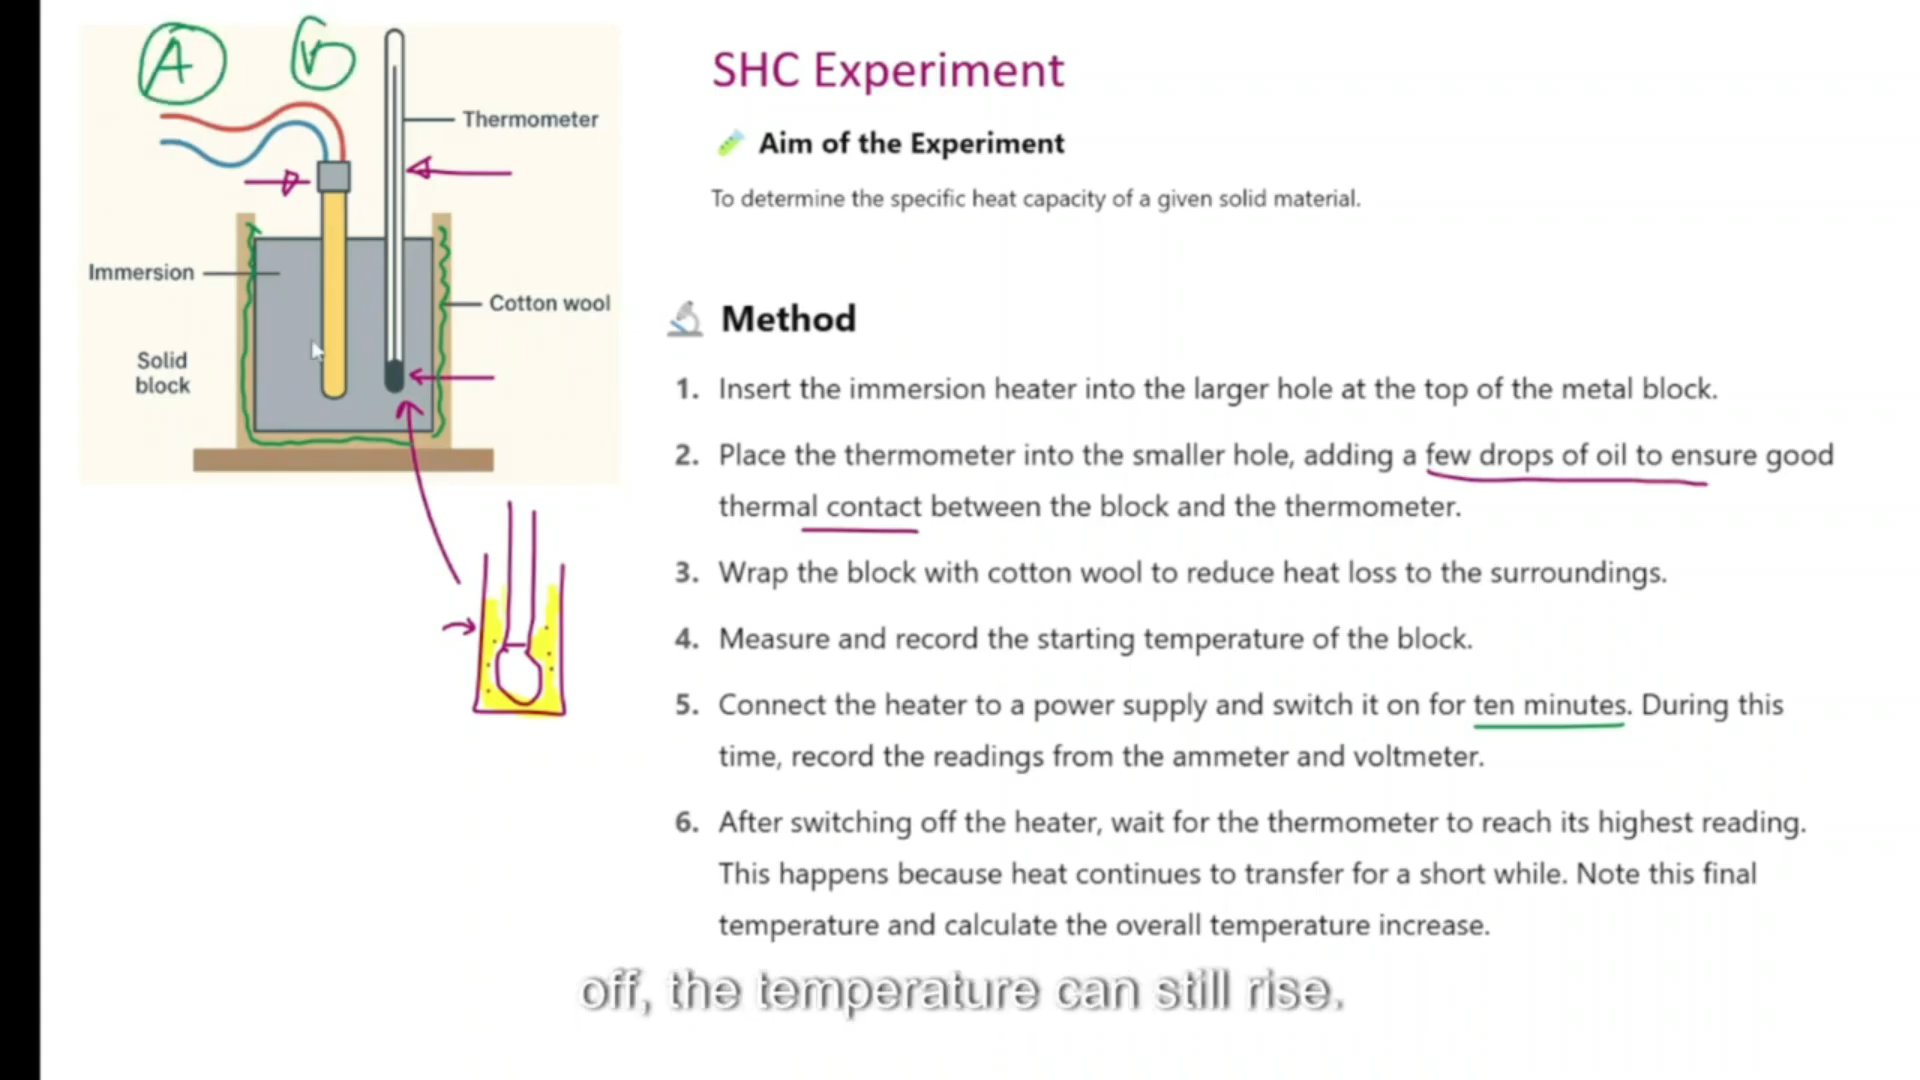 A
V
Thermometer
Immersion
Cotton wool
Solid
block
SHC Experiment
Aim of the Experiment
To determine the specific heat capacity of a given solid material.
Method
1. Insert the immersion heater into the larger hole at the top of the metal block.
2. Place the thermometer into the smaller hole, adding a few drops of oil to ensure good
thermal contact between the block and the thermometer.
3. Wrap the block with cotton wool to reduce heat loss to the surroundings.
4. Measure and record the starting temperature of the block.
5. Connect the heater to a power supply and switch it on for ten minutes. During this
time, record the readings from the ammeter and voltmeter.
6. After switching off the heater, wait for the thermometer to reach its highest reading.
This happens because heat continues to transfer for a short while. Note this final
temperature and calculate the overall temperature increase.
off, the temperature can still rise.